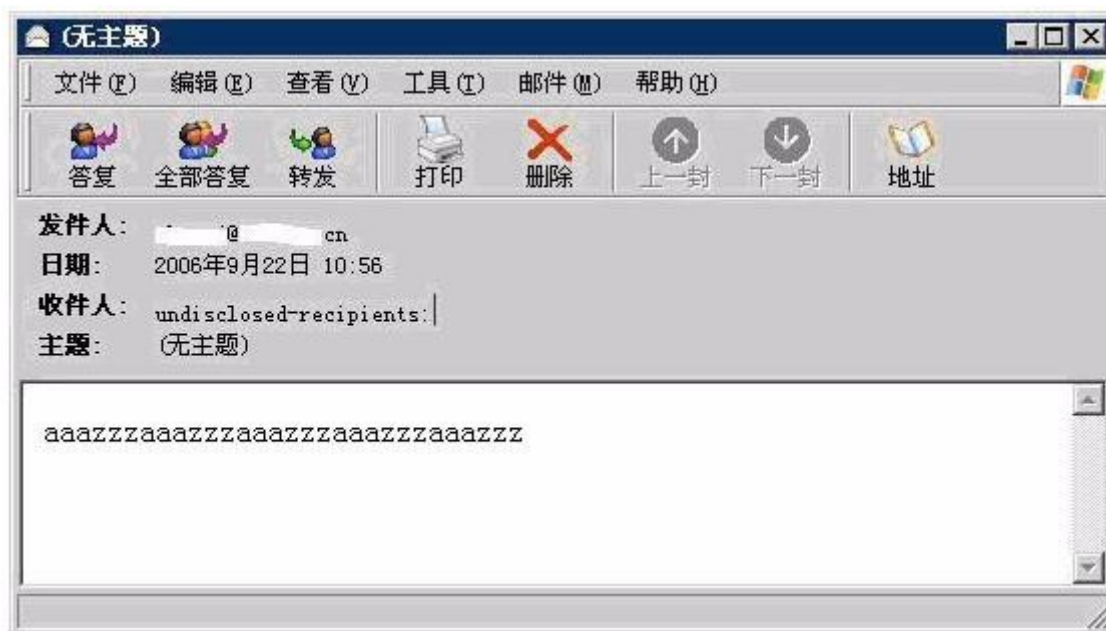 (无主题)
文件(F) 编辑(E) 查看(V) 工具(T) 邮件(M) 帮助(H)
答复 全部答复 转发 打印 删除 上一封 下一封 地址
发件人: @ cn
日期: 2006年9月22日 10:56
收件人: undisclosed-recipients:
主题: (无主题)
aaazzzaaazzzaaazzzaaazzzaaazzz